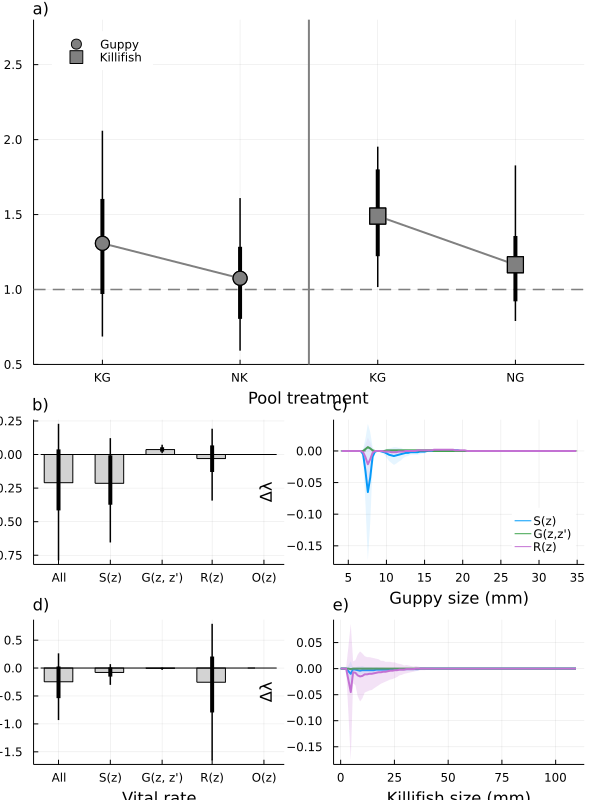 a)
2.5
2.0
1.5
1.0
0.5
Guppy
Killifish
KG
NK
KG
NG
Pool treatment
b)
0.25
0.00
0.25
0.50
0.75
All
S(z)
G(z, z')
R(z)
O(z)
c)
Δλ
0.00
−0.05
−0.10
−0.15
S(z)
G(z,z')
R(z)
5
10
15
20
25
30
35
Guppy size (mm)
d)
0.5
0.0
−0.5
−1.0
−1.5
All
S(z)
G(z, z')
R(z)
O(z)
Vital rate
e)
Δλ
0.05
0.00
−0.05
−0.10
−0.15
0
25
50
75
100
Killifish size (mm)